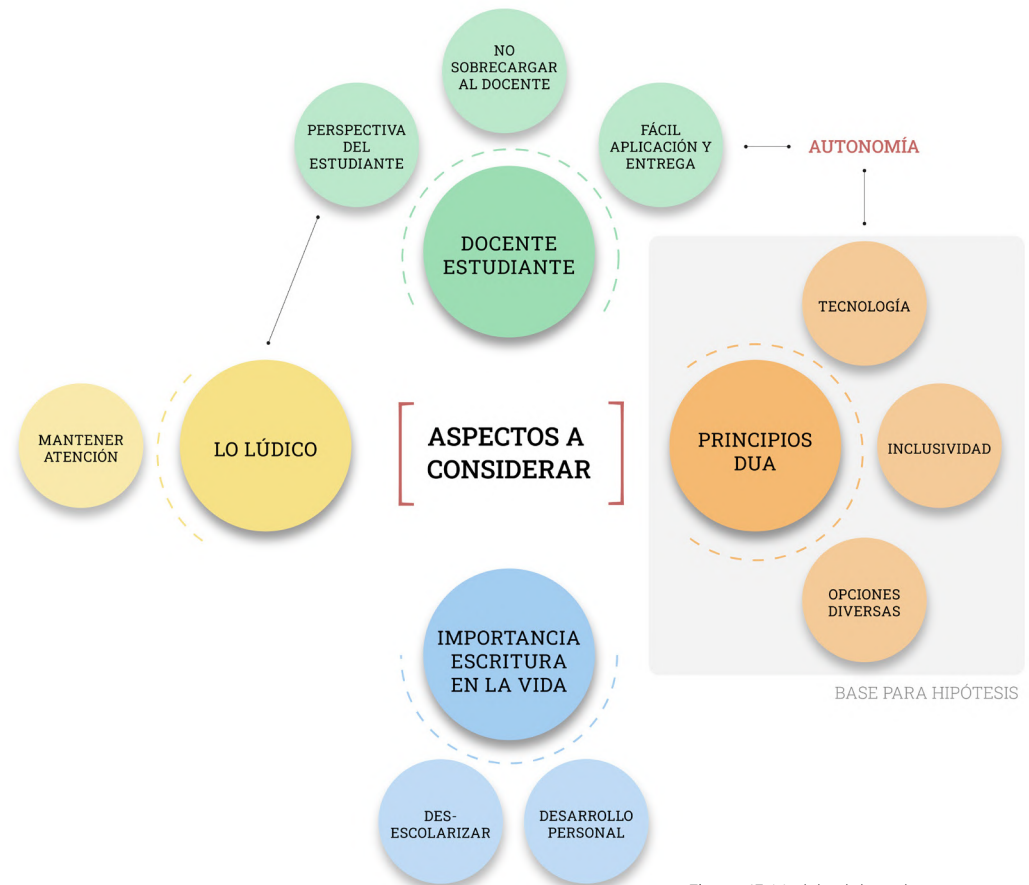 NO
SOBRECARGAR
AL DOCENTE
PERSPECTIVA
DEL
ESTUDIANTE
FÁCIL
APLICACIÓN Y
ENTREGA
AUTONOMÍA
DOCENTE
ESTUDIANTE
TECNOLOGÍA
MANTENER
ATENCIÓN
LO LÚDICO
ASPECTOS A
CONSIDERAR
PRINCIPIOS
DUA
INCLUSIVIDAD
OPCIONES
DIVERSAS
IMPORTANCIA
ESCRITURA
EN LA VIDA
BASE PARA HIPÓTESIS
DES-
ESCOLARIZAR
DESARROLLO
PERSONAL